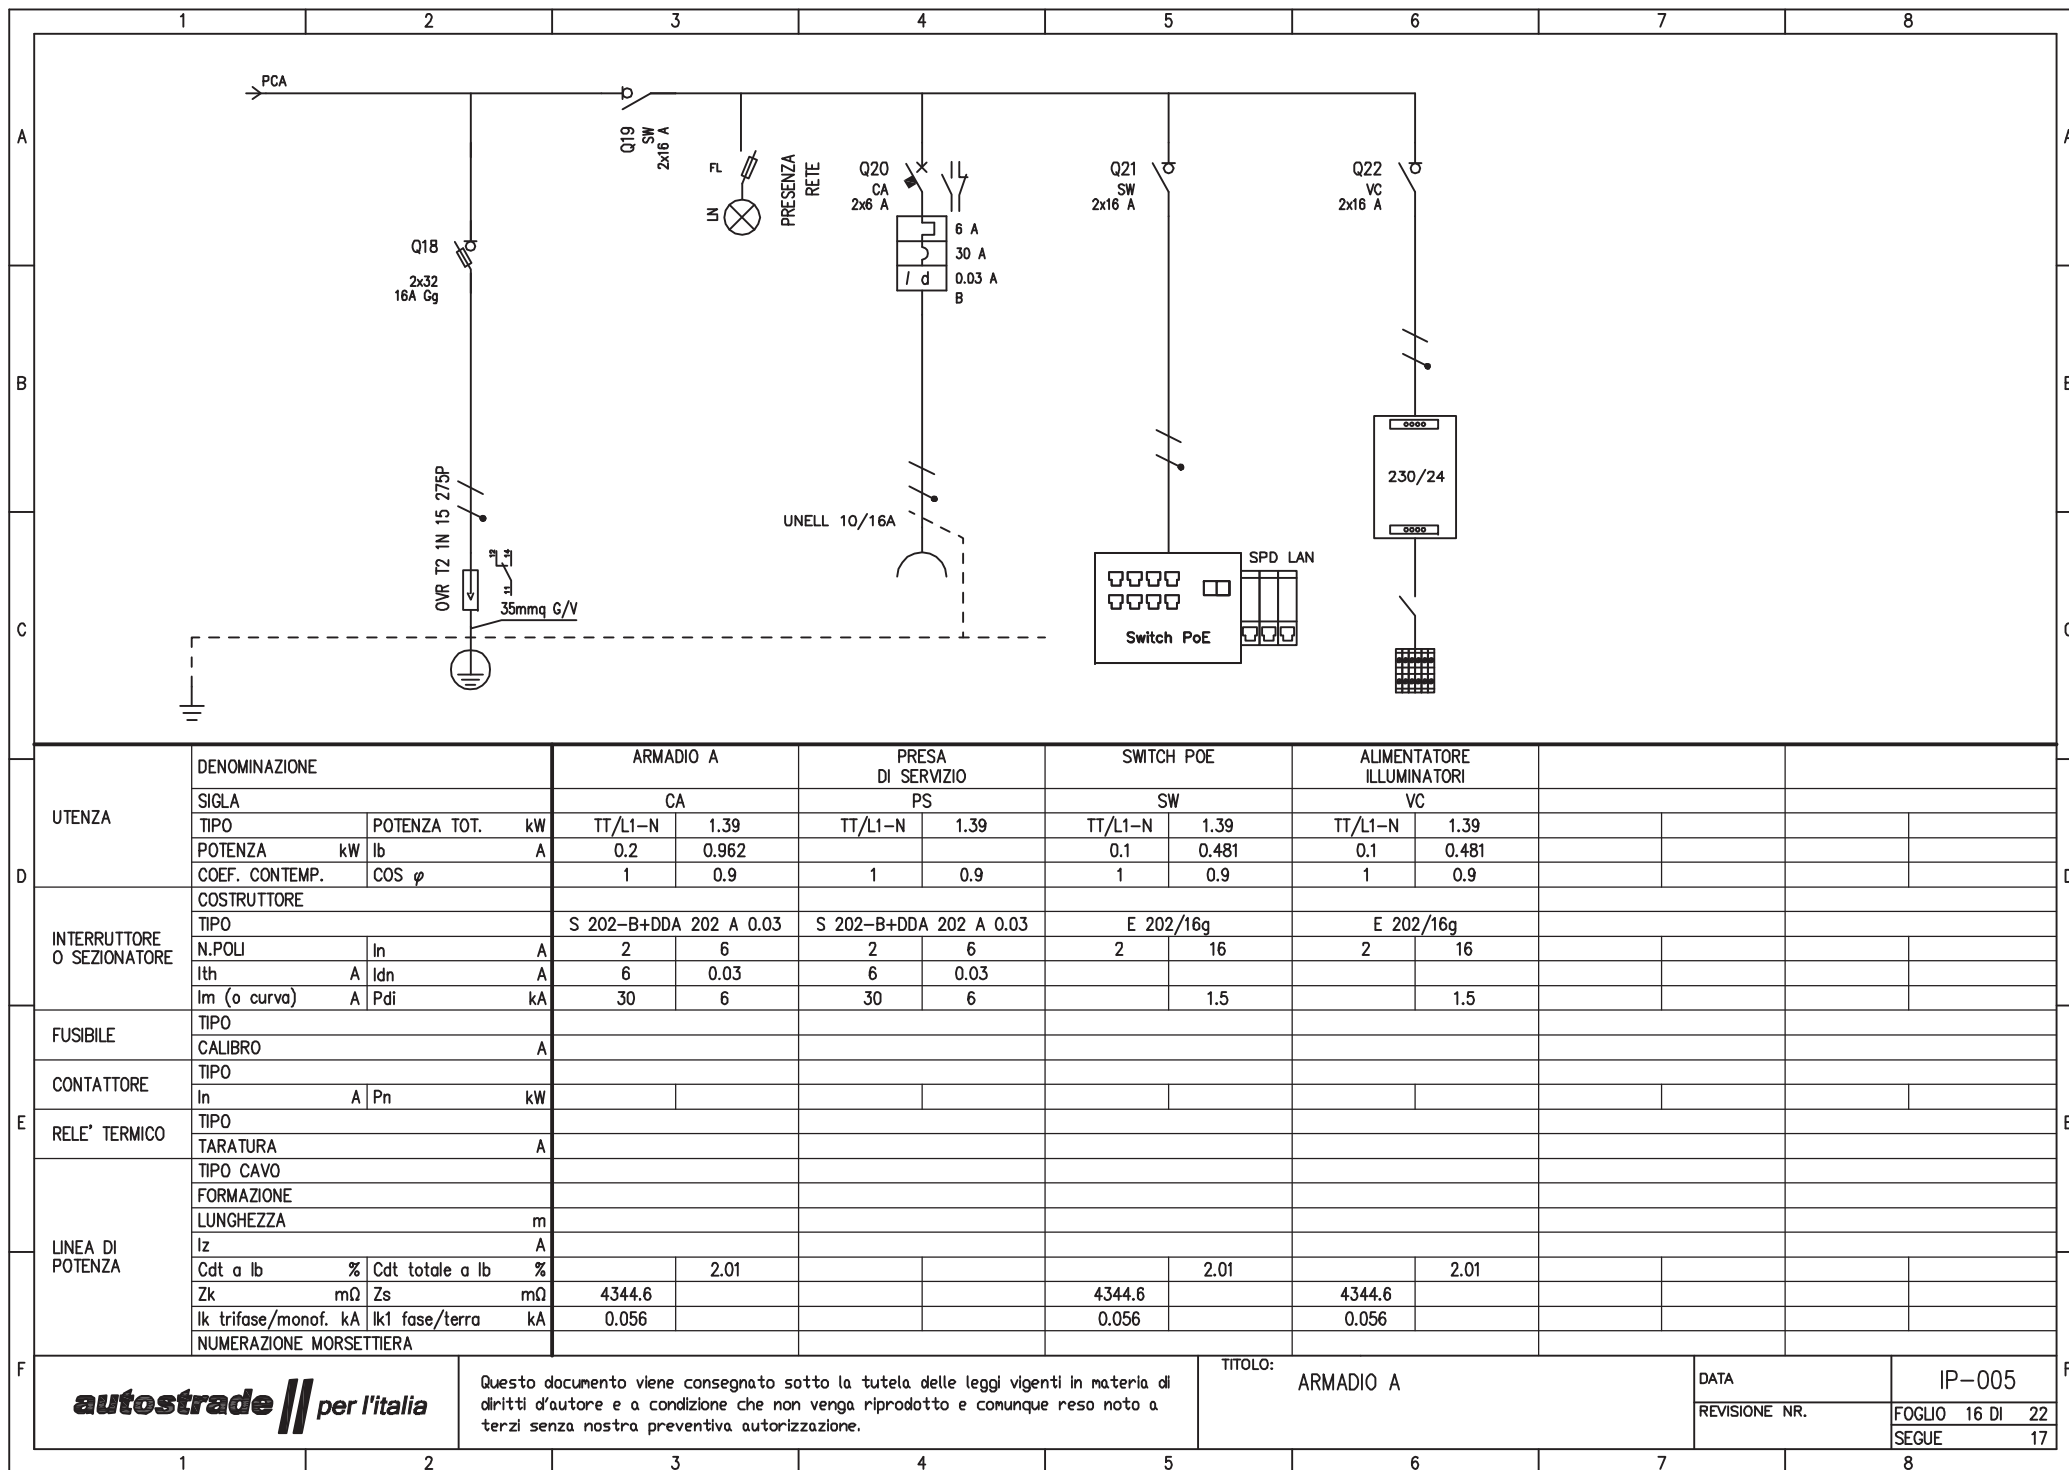 1 2 3 4 5 6 7 8
PCA
A
Q19
SW
2x16 A
FL
LN
PRESENZA
RETE
Q20
CA
2x6 A
6 A
30 A
I d 0.03 A
B
Q21
SW
2x16 A
Q22
VC
2x16 A
Q18
2x32
16A Gg
B
230/24
OVR T2 1N 15 275P
12 14
11
35mmq G/V
UNELL 10/16A
SPD LAN
Switch PoE
C
UTENZA
DENOMINAZIONE ARMADIO A PRESA DI SERVIZIO SWITCH POE ALIMENTATORE ILLUMINATORI
SIGLA CA PS SW VC
TIPO POTENZA TOT. kW TT/L1-N 1.39 TT/L1-N 1.39 TT/L1-N 1.39 TT/L1-N 1.39
POTENZA kW Ib A 0.2 0.962 0.1 0.481 0.1 0.481
D
COEF. CONTEMP. COS φ 1 0.9 1 0.9 1 0.9 1 0.9
INTERRUTTORE
O SEZIONATORE
COSTRUTTORE
TIPO S 202-B+DDA 202 A 0.03 S 202-B+DDA 202 A 0.03 E 202/16g E 202/16g
N.POLI In A 2 6 2 6 2 16 2 16
Ith A Idn A 6 0.03 6 0.03
Im (o curva) A Pdi kA 30 6 30 6 1.5 1.5
FUSIBILE
TIPO
CALIBRO A
CONTATTORE
TIPO
In A Pn kW
E
RELE' TERMICO
TIPO
TARATURA A
LINEA DI
POTENZA
TIPO CAVO
FORMAZIONE
LUNGHEZZA m
Iz A
Cdt a Ib % Cdt totale a Ib % 2.01 2.01 2.01
Zk mΩ Zs mΩ 4344.6 4344.6 4344.6
Ik trifase/monof. kA Ik1 fase/terra kA 0.056 0.056 0.056
NUMERAZIONE MORSETTIERA
F
autostrade // per l'italia
Questo documento viene consegnato sotto la tutela delle leggi vigenti in materia di
diritti d'autore e a condizione che non venga riprodotto e comunque reso noto a
terzi senza nostra preventiva autorizzazione.
TITOLO:
ARMADIO A
DATA
REVISIONE NR.
IP-005
FOGLIO 16 DI 22
SEGUE 17
1 2 3 4 5 6 7 8